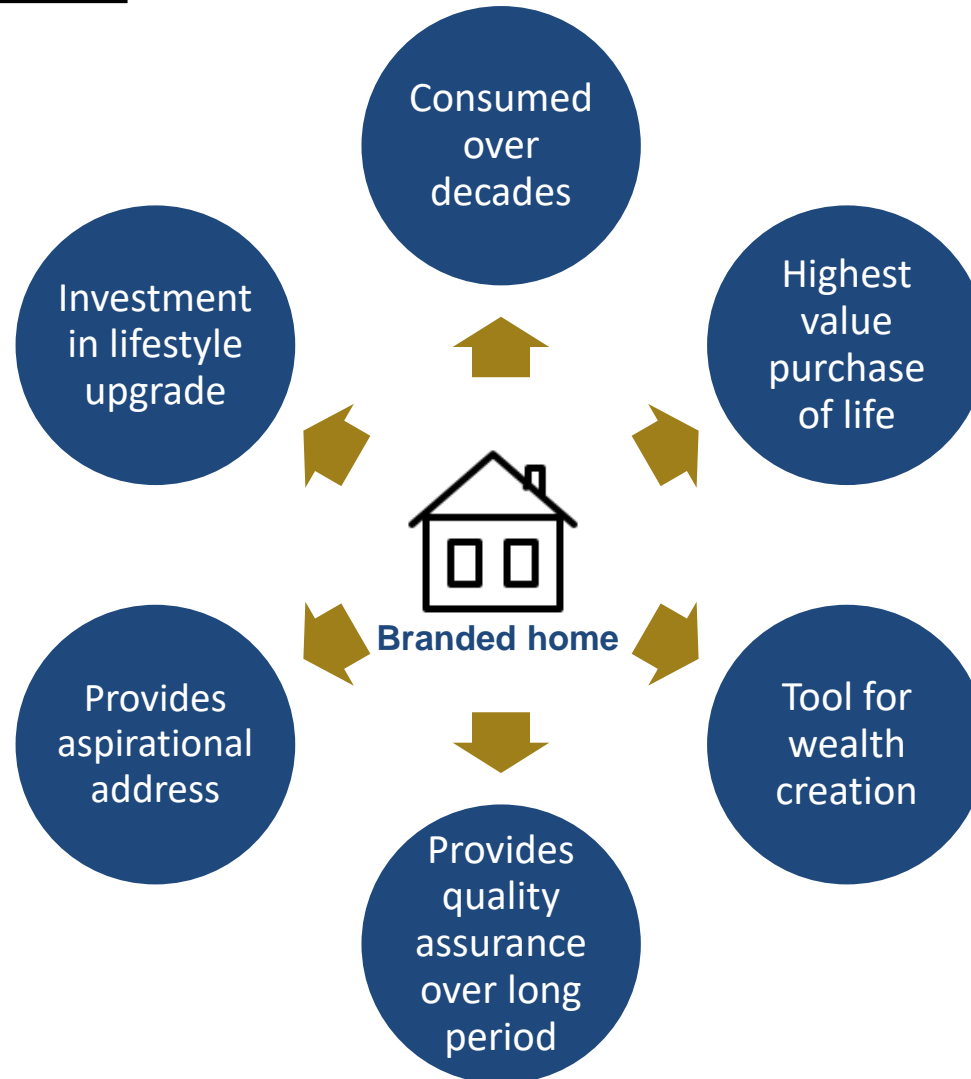 Consumed
over
decades
Highest
value
purchase
of life
Tool for
wealth
creation
Provides
quality
assurance
over long
period
Provides
aspirational
address
Investment
in lifestyle
upgrade
Branded home